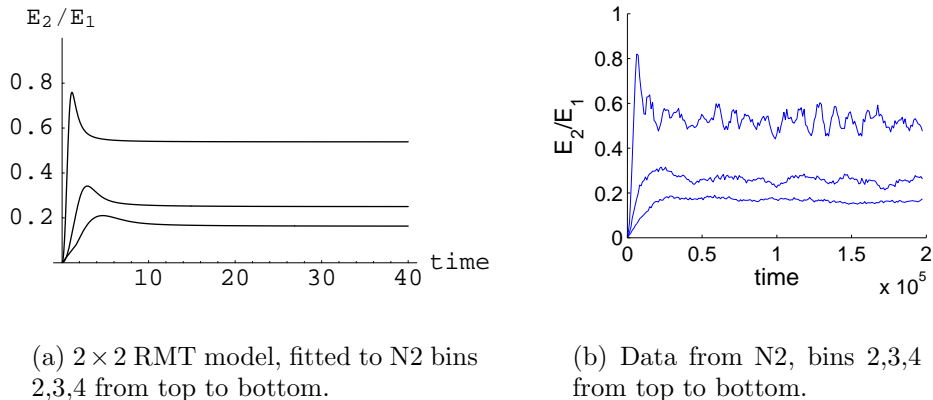 E₂/E₁
0.8
0.6
0.4
0.2
10 20 30 40
time
(a) 2×2 RMT model, fitted to N2 bins
2,3,4 from top to bottom.
1
0.8
0.6
0.4
0.2
0
E₂/E₁
0 0.5 1 1.5 2
time
x 10⁵
(b) Data from N2, bins 2,3,4
from top to bottom.